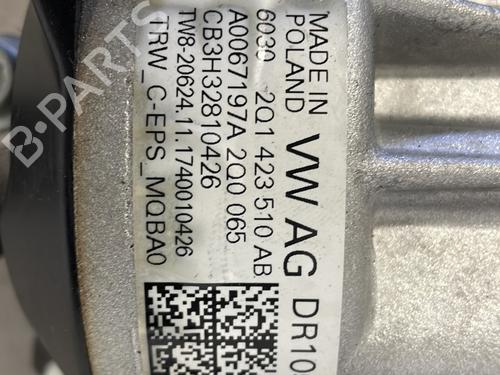 MADE IN
POLAND
VW AG DR10
6039 2Q1 423 510 AB
A0067197A 2Q0 065
CB3H32810426
TW8-20624.11.1740010426
TRW_C-EPS_MQBA0
B-PARTS